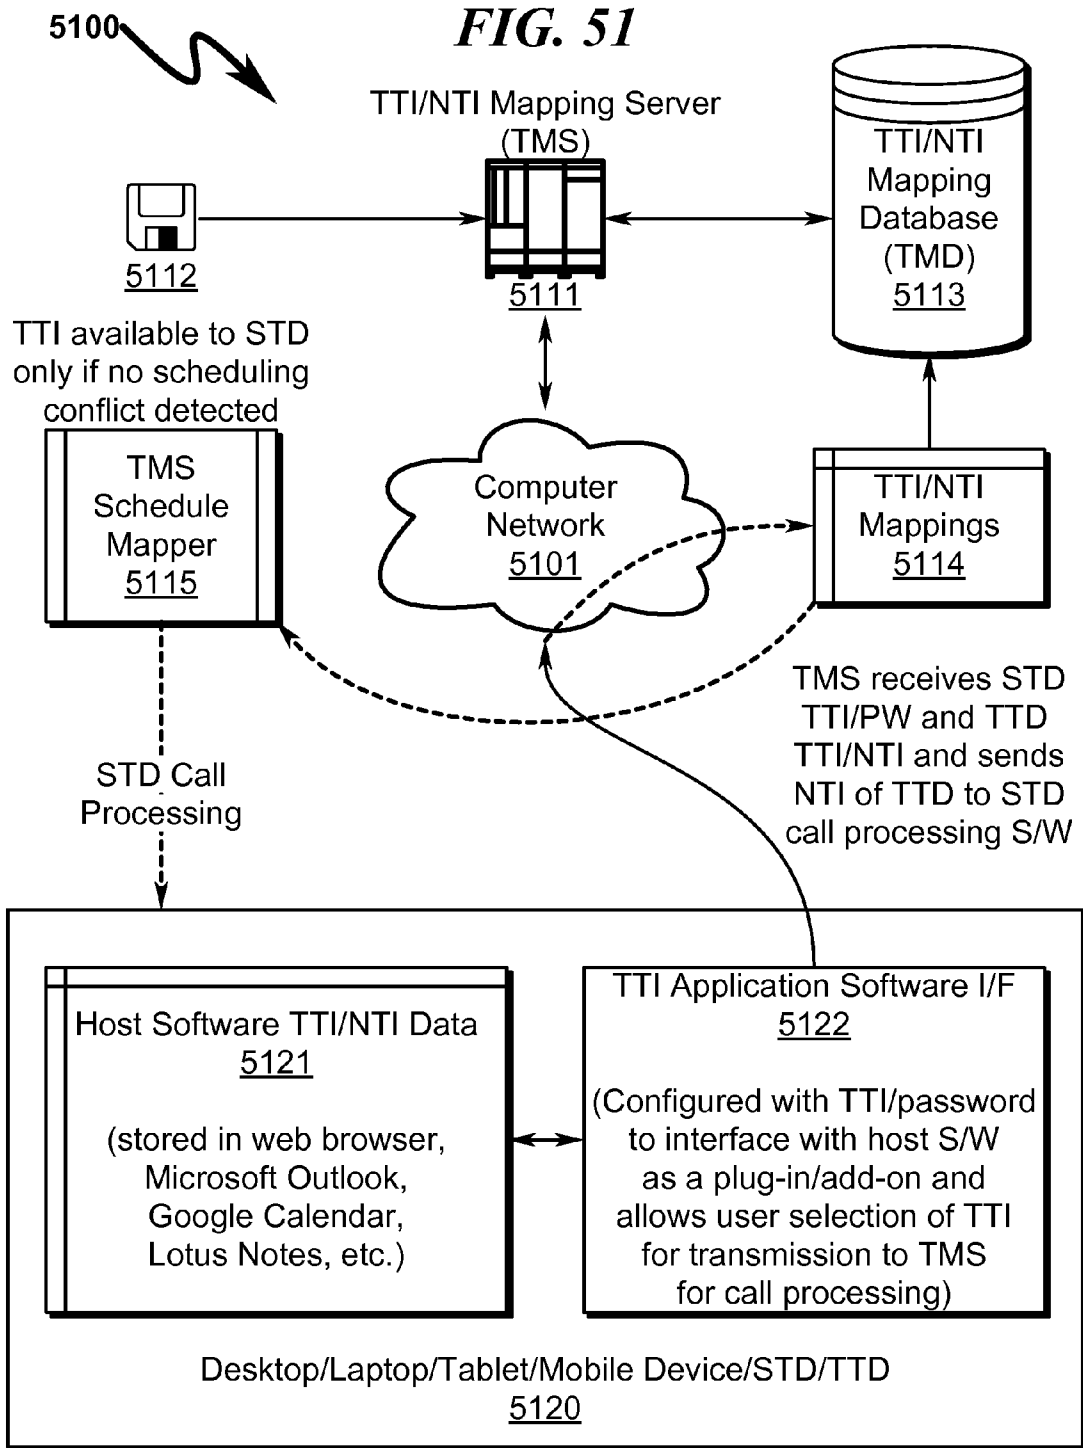 FIG. 51
5100
TTI/NTI Mapping Server
(TMS)
5111
5112
TTI/NTI
Mapping
Database
(TMD)
5113
TTI available to STD
only if no scheduling
conflict detected
TMS
Schedule
Mapper
5115
Computer
Network
5101
TTI/NTI
Mappings
5114
TMS receives STD
TTI/PW and TTD
TTI/NTI and sends
NTI of TTD to STD
call processing S/W
STD Call
Processing
Host Software TTI/NTI Data
5121
(stored in web browser,
Microsoft Outlook,
Google Calendar,
Lotus Notes, etc.)
TTI Application Software I/F
5122
(Configured with TTI/password
to interface with host S/W
as a plug-in/add-on and
allows user selection of TTI
for transmission to TMS
for call processing)
Desktop/Laptop/Tablet/Mobile Device/STD/TTD
5120